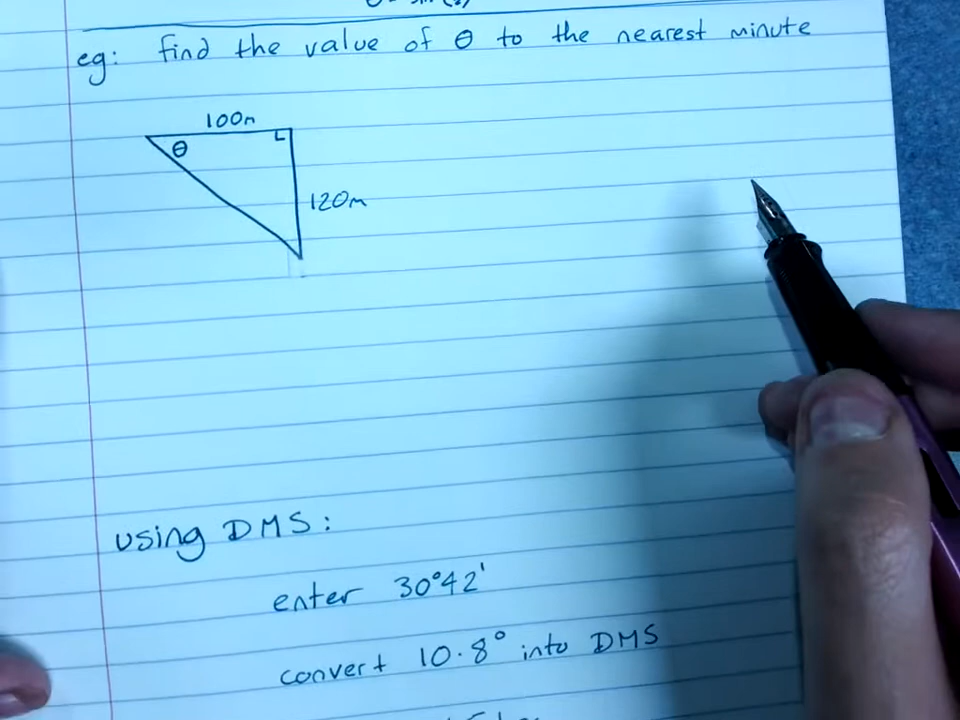 eg: find the value of θ to the nearest minute
100m
θ
120m
using DMS:
enter 30°42'
convert 10.8° into DMS